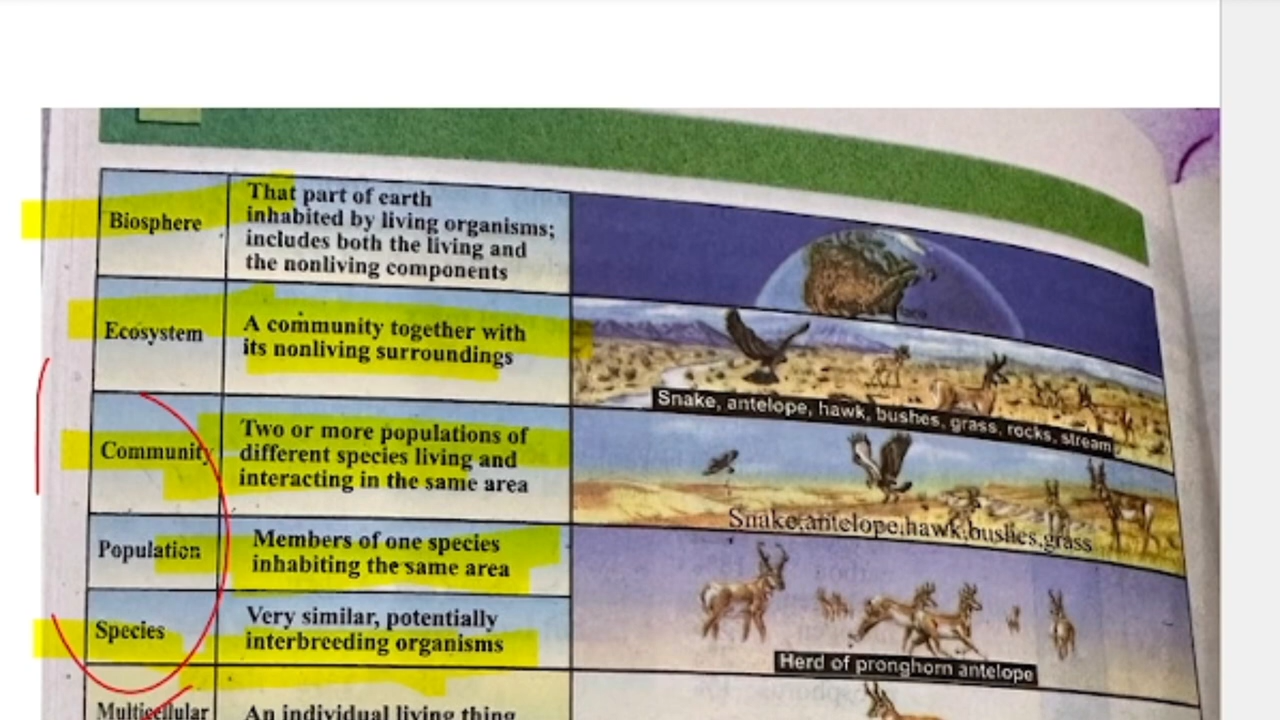 Biosphere
That part of earth
inhabited by living organisms;
includes both the living and
the nonliving components
Ecosystem
A community together with
its nonliving surroundings
Snake, antelope, hawk, bushes, grass, rocks, stream
Community
Two or more populations of
different species living and
interacting in the same area
Snake,antelope,hawk,bushes,grass
Population
Members of one species
inhabiting the same area
Species
Very similar, potentially
interbreeding organisms
Herd of pronghorn antelope
Multicellular
An individual living thing